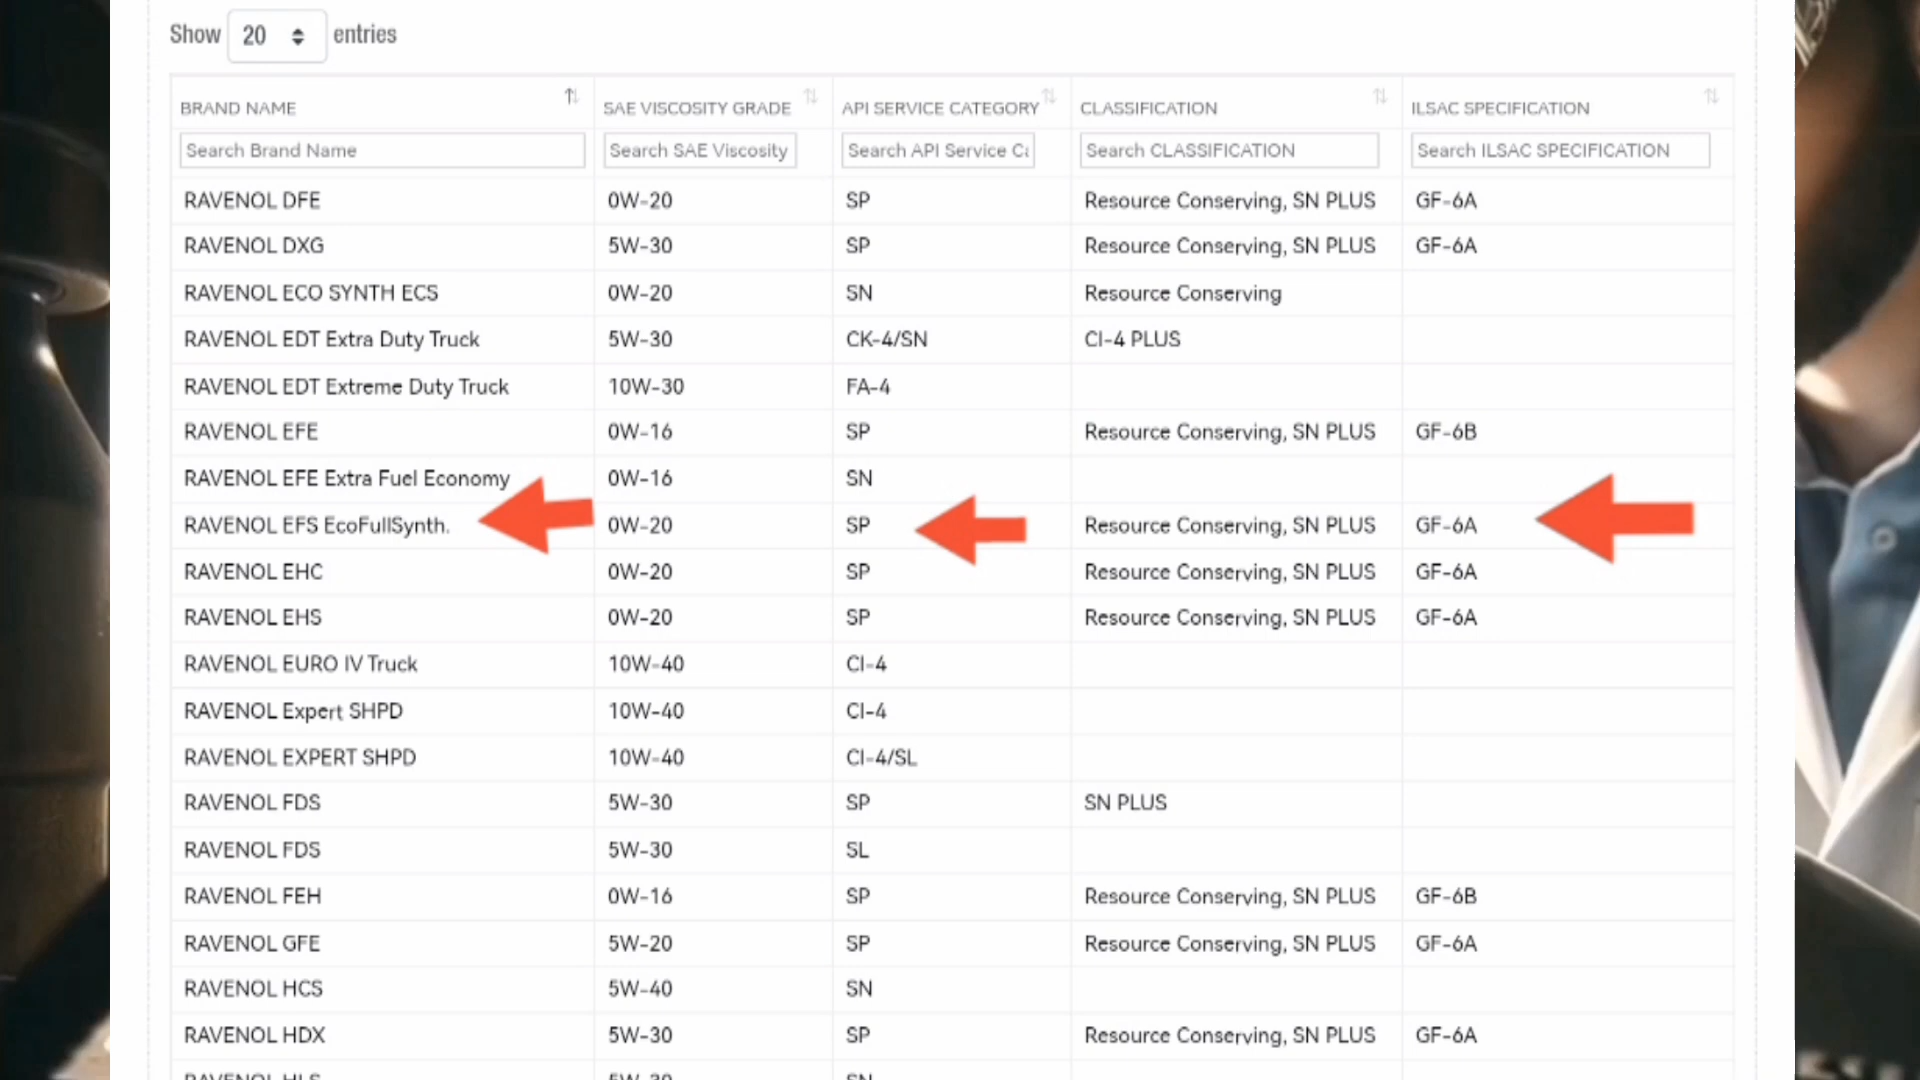 Show 20 entries
BRAND NAME SAE VISCOSITY GRADE API SERVICE CATEGORY CLASSIFICATION ILSAC SPECIFICATION
Search Brand Name Search SAE Viscosity Search API Service Ca Search CLASSIFICATION Search ILSAC SPECIFICATION
RAVENOL DFE 0W-20 SP Resource Conserving, SN PLUS GF-6A
RAVENOL DXG 5W-30 SP Resource Conserving, SN PLUS GF-6A
RAVENOL ECO SYNTH ECS 0W-20 SN Resource Conserving
RAVENOL EDT Extra Duty Truck 5W-30 CK-4/SN CI-4 PLUS
RAVENOL EDT Extreme Duty Truck 10W-30 FA-4
RAVENOL EFE 0W-16 SP Resource Conserving, SN PLUS GF-6B
RAVENOL EFE Extra Fuel Economy 0W-16 SN
RAVENOL EFS EcoFullSynth. 0W-20 SP Resource Conserving, SN PLUS GF-6A
RAVENOL EHC 0W-20 SP Resource Conserving, SN PLUS GF-6A
RAVENOL EHS 0W-20 SP Resource Conserving, SN PLUS GF-6A
RAVENOL EURO IV Truck 10W-40 CI-4
RAVENOL Expert SHPD 10W-40 CI-4
RAVENOL EXPERT SHPD 10W-40 CI-4/SL
RAVENOL FDS 5W-30 SP SN PLUS
RAVENOL FDS 5W-30 SL
RAVENOL FEH 0W-16 SP Resource Conserving, SN PLUS GF-6B
RAVENOL GFE 5W-20 SP Resource Conserving, SN PLUS GF-6A
RAVENOL HCS 5W-40 SN
RAVENOL HDX 5W-30 SP Resource Conserving, SN PLUS GF-6A
RAVENOL HLS 5W-30 SN